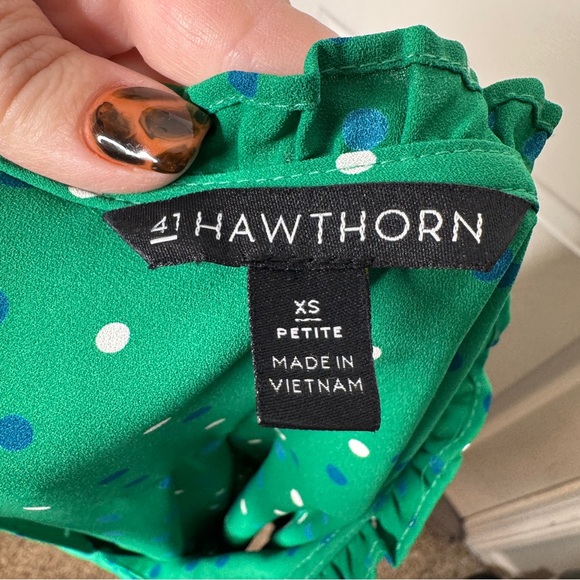 41 HAWTHORN
XS
PETITE
MADE IN
VIETNAM